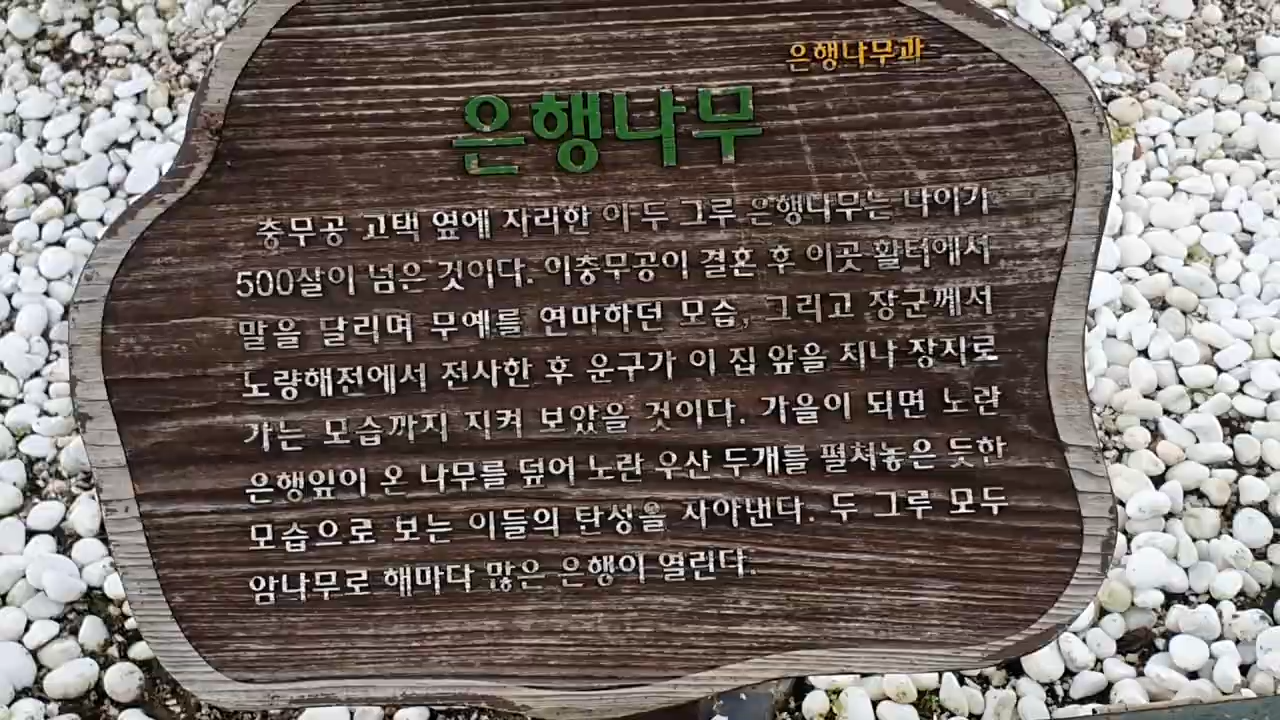 은행나무과
은행나무
충무공 고택 옆에 자리한 이 두 그루 은행나무는 나이가
500살이 넘은 것이다. 이충무공이 결혼 후 이곳 활터에서
말을 달리며 무예를 연마하던 모습, 그리고 장군께서
노량해전에서 전사한 후 운구가 이 집 앞을 지나 장지로
가는 모습까지 지켜 보았을 것이다. 가을이 되면 노란
은행잎이 온 나무를 덮어 노란 우산 두개를 펼쳐놓은 듯한
모습으로 보는 이들의 탄성을 자아낸다. 두 그루 모두
암나무로 해마다 많은 은행이 열린다.